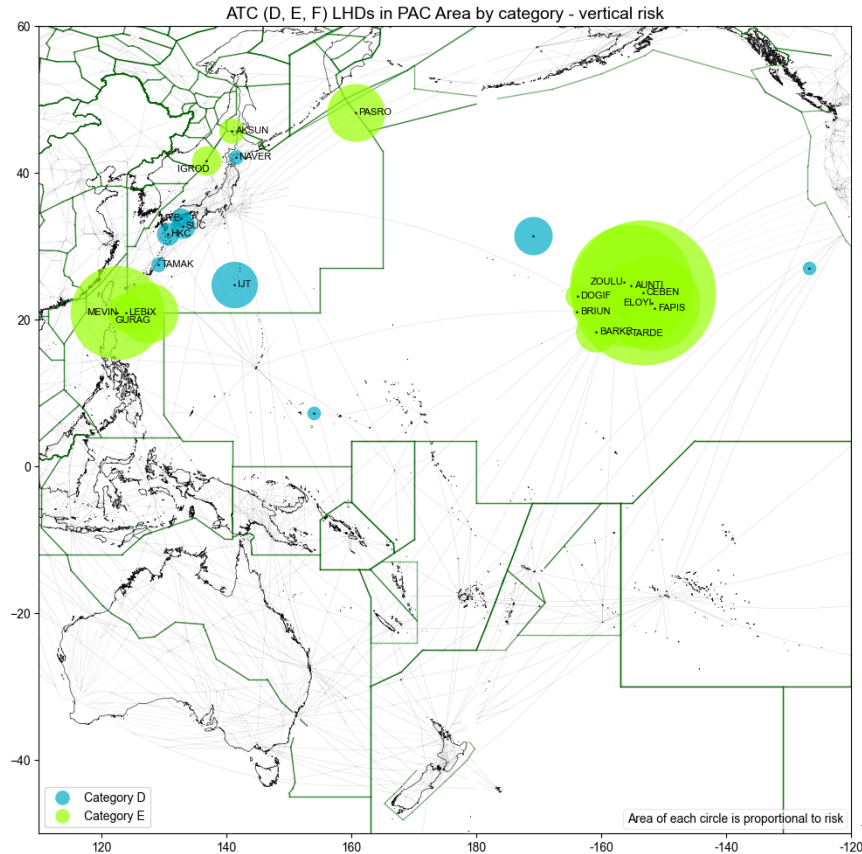 ATC (D, E, F) LHDs in PAC Area by category - vertical risk
60
40
20
0
−20
−40
PASRO
AKSUN
NAVER
IGROD
SUC
HKC
TAMAK
IJT
MEVIN
LEBIX
GURAG
ZOULU
AUNTI
CEBEN
DOGIF
ELOYI
FAPIS
BRIUN
BARKR
TARDE
Category D
Category E
Area of each circle is proportional to risk
120
140
160
180
-160
-140
-120